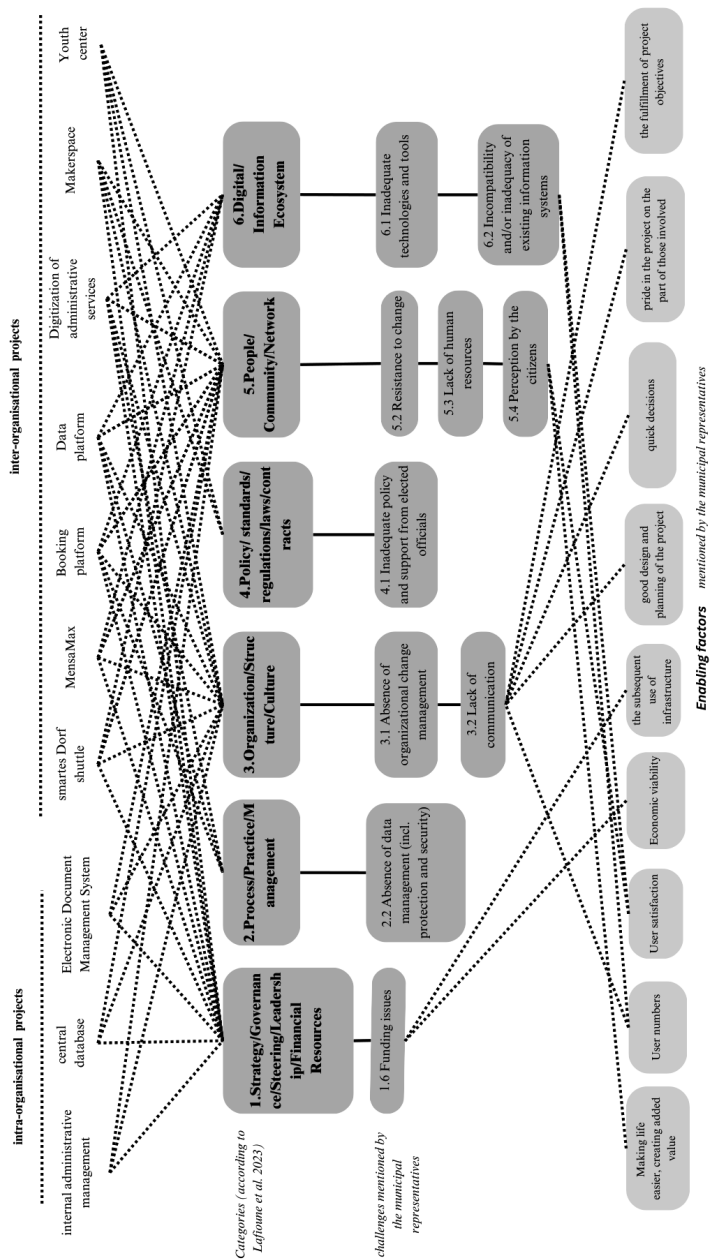 intra-organisational projects
inter-organisational projects
internal administrative
management
central
database
Electronic Document
Management System
smartes Dorf
shuttle
MensaMax
Booking
platform
Data
platform
Digitization of
administrative
services
Makerspace
Youth
center
Categories (according to
Lafioune et al. 2023)
1.Strategy/Governan
ce/Steering/Leadersh
ip/Financial
Resources
2.Process/Practice/M
anagement
3.Organization/Struc
ture/Culture
4.Policy/ standards/
regulations/laws/cont
racts
5.People/
Community/Network
6.Digital/
Information
Ecosystem
challenges mentioned by
the municipal
representatives
1.6 Funding issues
2.2 Absence of data
management (incl.
protection and security)
3.1 Absence of
organizational change
management
3.2 Lack of
communication
4.1 Inadequate policy
and support from elected
officials
5.2 Resistance to change
5.3 Lack of human
resources
5.4 Perception by the
citizens
6.1 Inadequate
technologies and tools
6.2 Incompatibility
and/or inadequacy of
existing information
systems
Making life
easier, creating added
value
User numbers
User satisfaction
Economic viability
the subsequent
use of
infrastructure
good design and
planning of the project
quick decisions
pride in the project on the
part of those involved
the fulfillment of project
objectives
Enabling factors mentioned by the municipal representatives